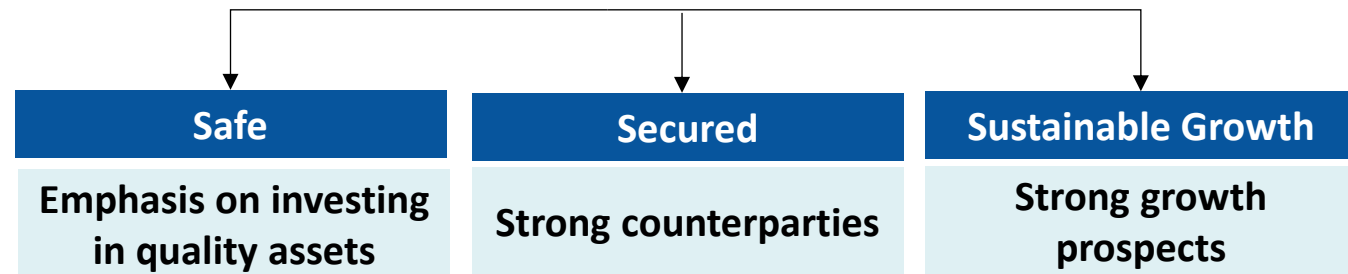 Safe
Emphasis on investing
in quality assets
Secured
Strong counterparties
Sustainable Growth
Strong growth
prospects